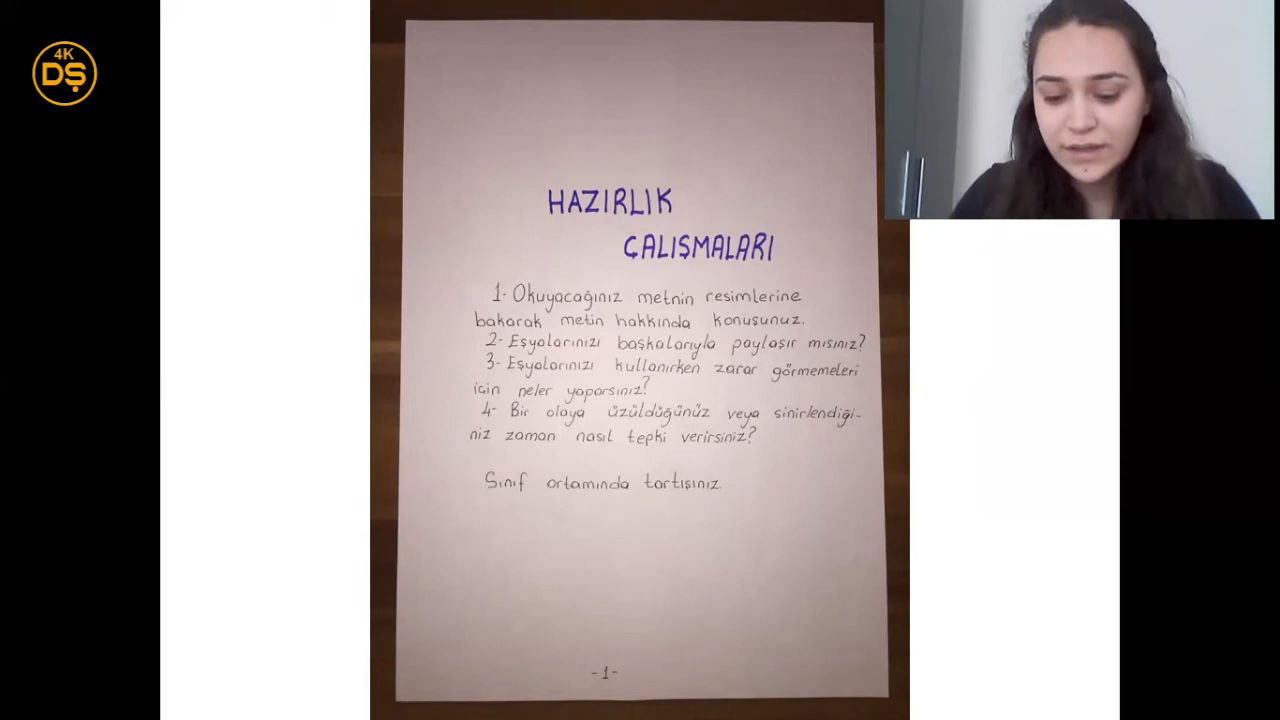 4K
DŞ
HAZIRLIK
ÇALIŞMALARI
1- Okuyacağınız metnin resimlerine
bakarak metin hakkında konuşunuz.
2- Eşyalarınızı başkalarıyla paylaşır mısınız?
3- Eşyalarınızı kullanırken zarar görmemeleri
için neler yaparsınız?
4- Bir olaya üzüldüğünüz veya sinirlendiği-
niz zaman nasıl tepki verirsiniz?
Sınıf ortamında tartışınız
-1-